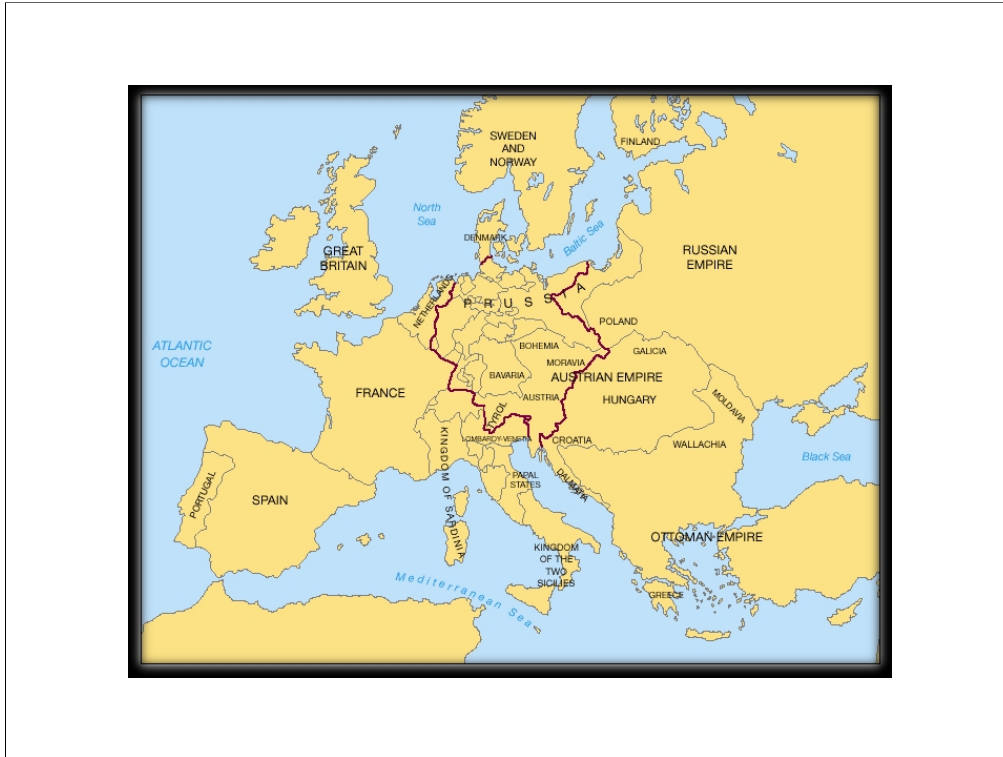 SWEDEN
AND
NORWAY
FINLAND
North
Sea
DENMARK
Baltic Sea
GREAT
BRITAIN
RUSSIAN
EMPIRE
NETHERLANDS
PRUSSIA
POLAND
ATLANTIC
OCEAN
BOHEMIA
GALICIA
MORAVIA
BAVARIA
AUSTRIAN EMPIRE
FRANCE
AUSTRIA
HUNGARY
MOLDAVIA
TYROL
LOMBARDY-VENETIA
CROATIA
WALLACHIA
KINGDOM OF SARDINIA
Black Sea
PORTUGAL
SPAIN
PAPAL
STATES
DALMATIA
OTTOMAN EMPIRE
KINGDOM
OF THE
TWO
SICILIES
Mediterranean Sea
GREECE